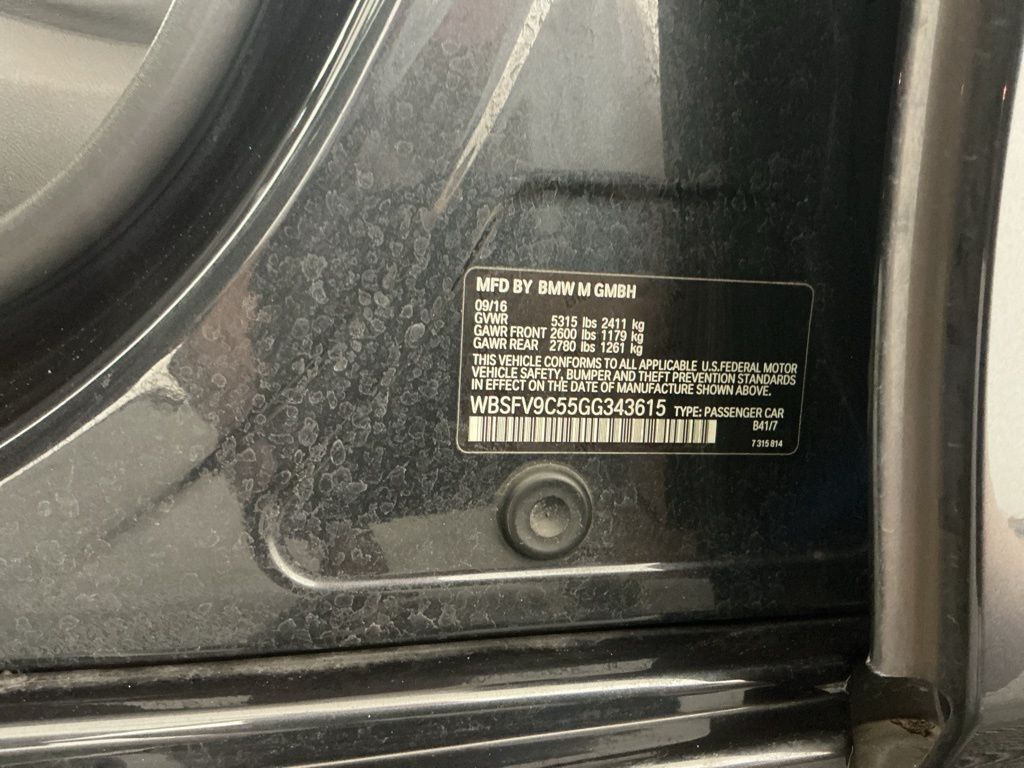 MFD BY BMW M GMBH
09/16
GVWR 5315 lbs 2411 kg
GAWR FRONT 2600 lbs 1179 kg
GAWR REAR 2780 lbs 1261 kg
THIS VEHICLE CONFORMS TO ALL APPLICABLE U.S.FEDERAL MOTOR
VEHICLE SAFETY, BUMPER AND THEFT PREVENTION STANDARDS
IN EFFECT ON THE DATE OF MANUFACTURE SHOWN ABOVE.
WBSFV9C55GG343615 TYPE: PASSENGER CAR
B41/7
7 315 814